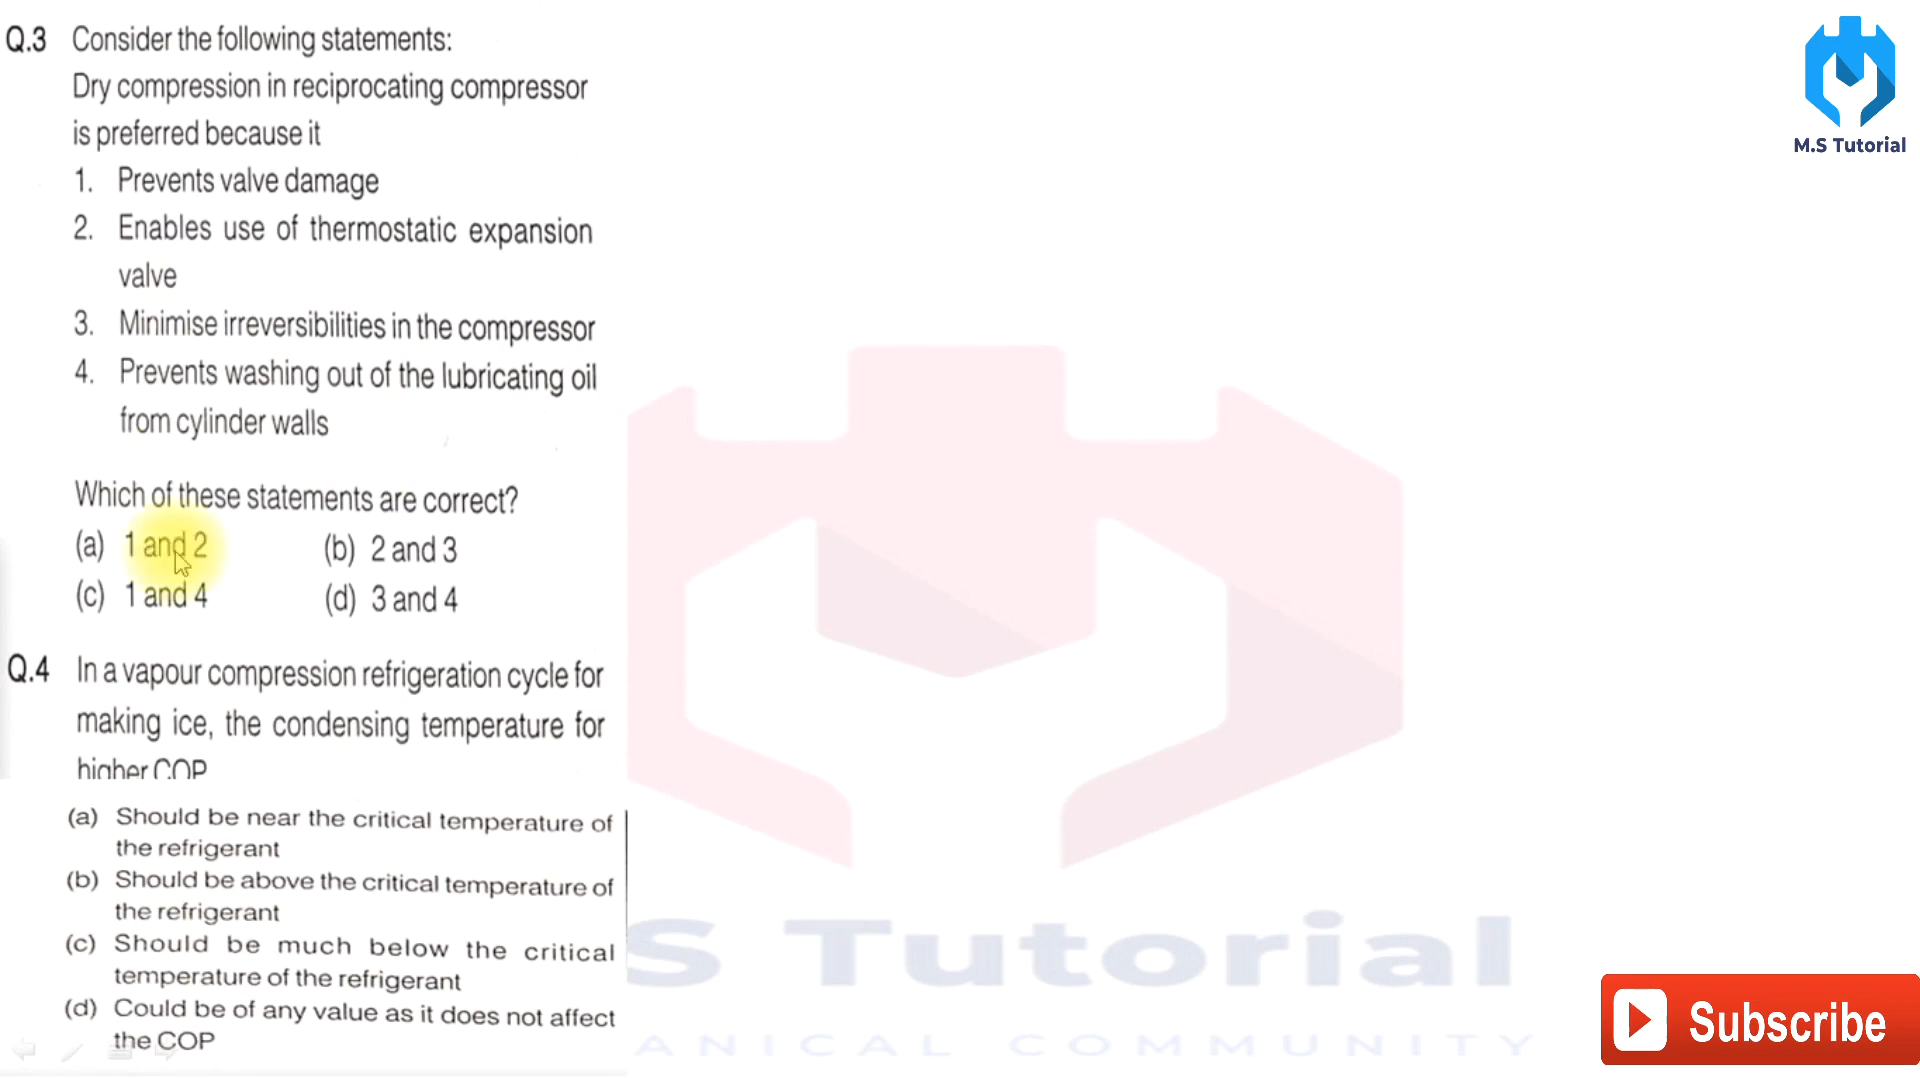 Q.3 Consider the following statements:
Dry compression in reciprocating compressor
is preferred because it
1. Prevents valve damage
2. Enables use of thermostatic expansion
valve
3. Minimise irreversibilities in the compressor
4. Prevents washing out of the lubricating oil
from cylinder walls
Which of these statements are correct?
(a) 1 and 2 (b) 2 and 3
(c) 1 and 4 (d) 3 and 4
Q.4 In a vapour compression refrigeration cycle for
making ice, the condensing temperature for
higher COP
(a) Should be near the critical temperature of
the refrigerant
(b) Should be above the critical temperature of
the refrigerant
(c) Should be much below the critical
temperature of the refrigerant
(d) Could be of any value as it does not affect
the COP
M.S Tutorial
S Tutorial
ANICAL COMMUNITY
Subscribe